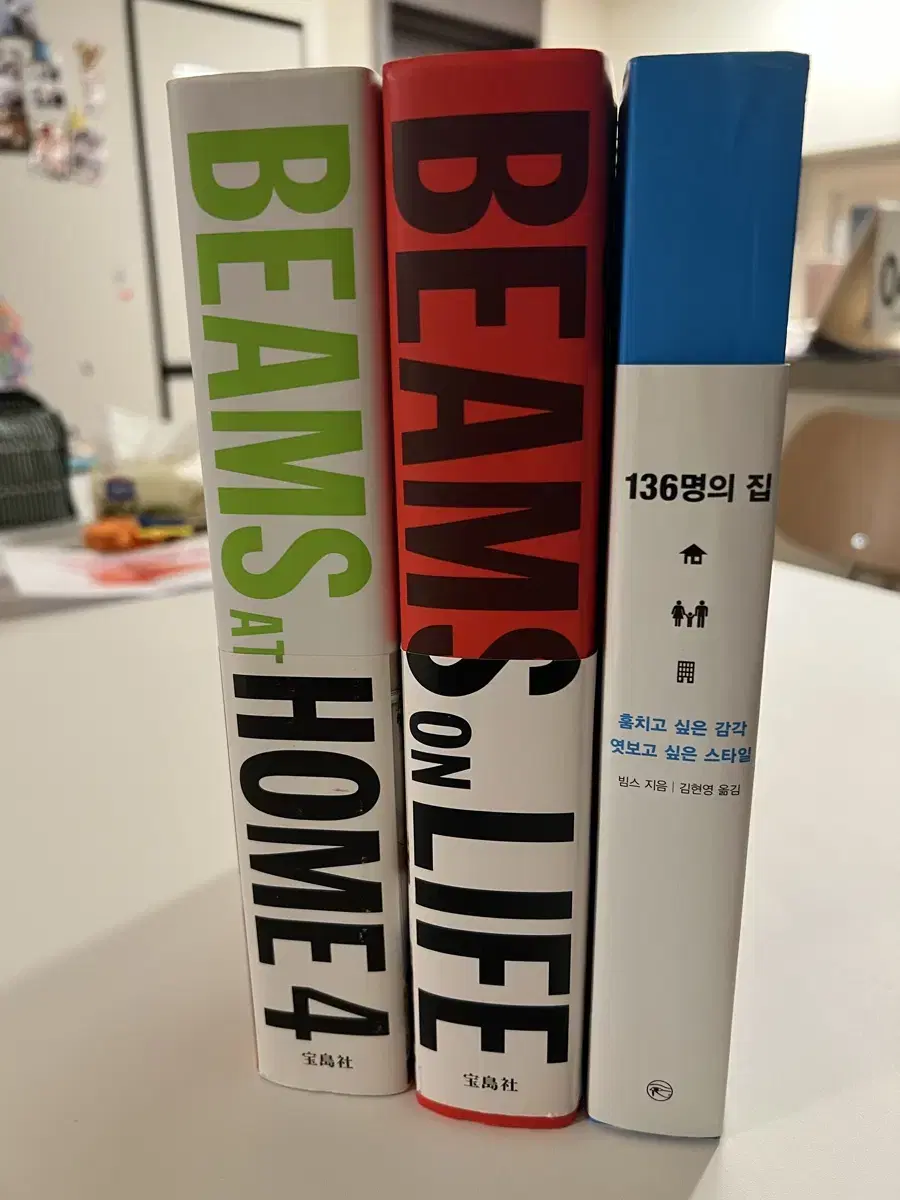 BEAMS AT HOME 4
宝島社
BEAMS ON LIFE
宝島社
136명의 집
훔치고 싶은 감각
엿보고 싶은 스타일
빔스 지음 | 김현영 옮김